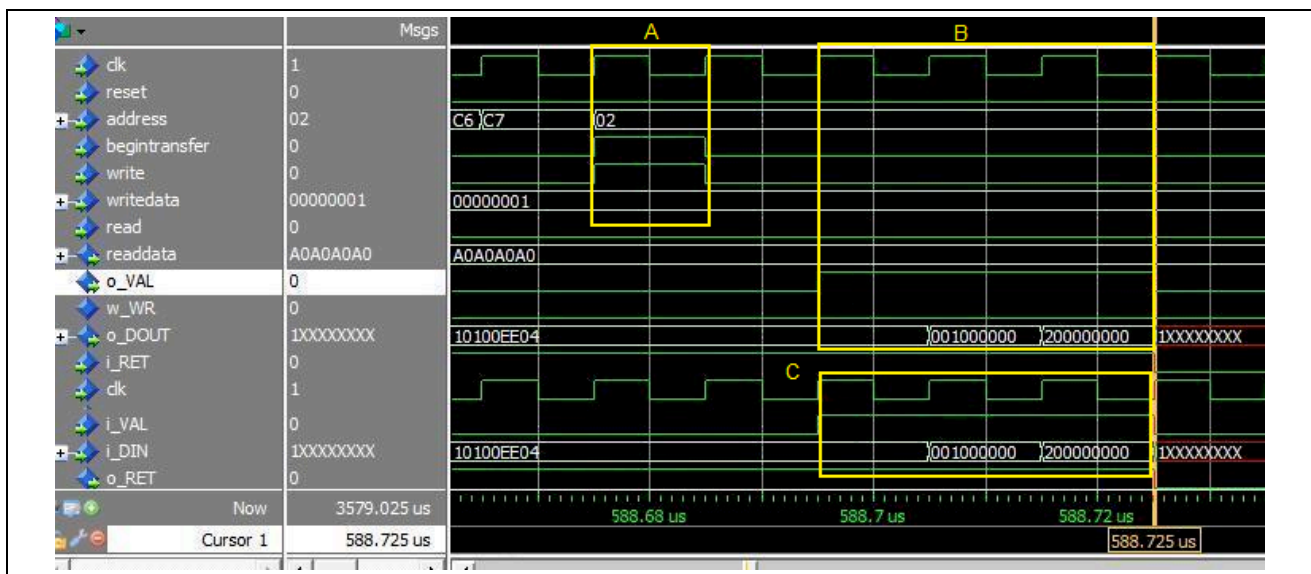 Msgs A B
clk 1
reset 0
address 02 C6 C7 02
begintransfer 0
write 0
writedata 00000001 00000001
read 0
readdata A0A0A0A0 A0A0A0A0
o_VAL 0
w_WR 0
o_DOUT 1XXXXXXXX 10100EE04 001000000 200000000 1XXXXXXXX
i_RET 0 C
clk 1
i_VAL 0
i_DIN 1XXXXXXXX 10100EE04 001000000 200000000 1XXXXXXXX
o_RET 0
Now 3579.025 us 588.68 us 588.7 us 588.72 us
Cursor 1 588.725 us 588.725 us